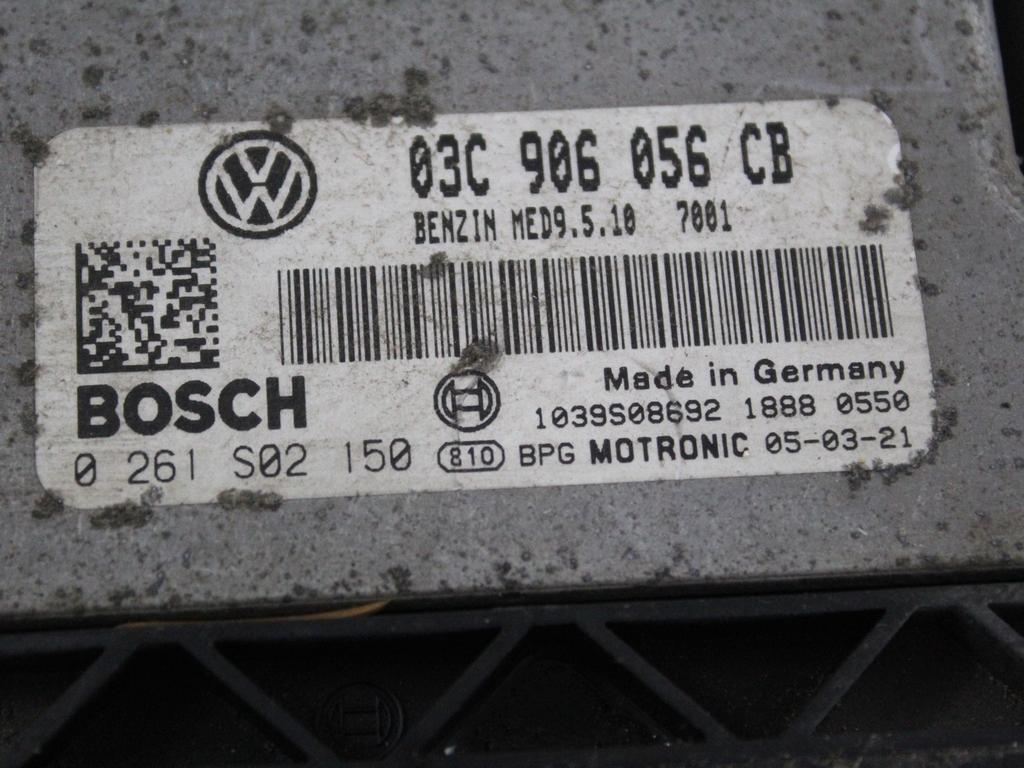 03C 906 056 CB
BENZIN MED9.5.10 7001
Made in Germany
BOSCH
1039S08692 1888 0550
0 261 S02 150 810 BPG MOTRONIC 05-03-21